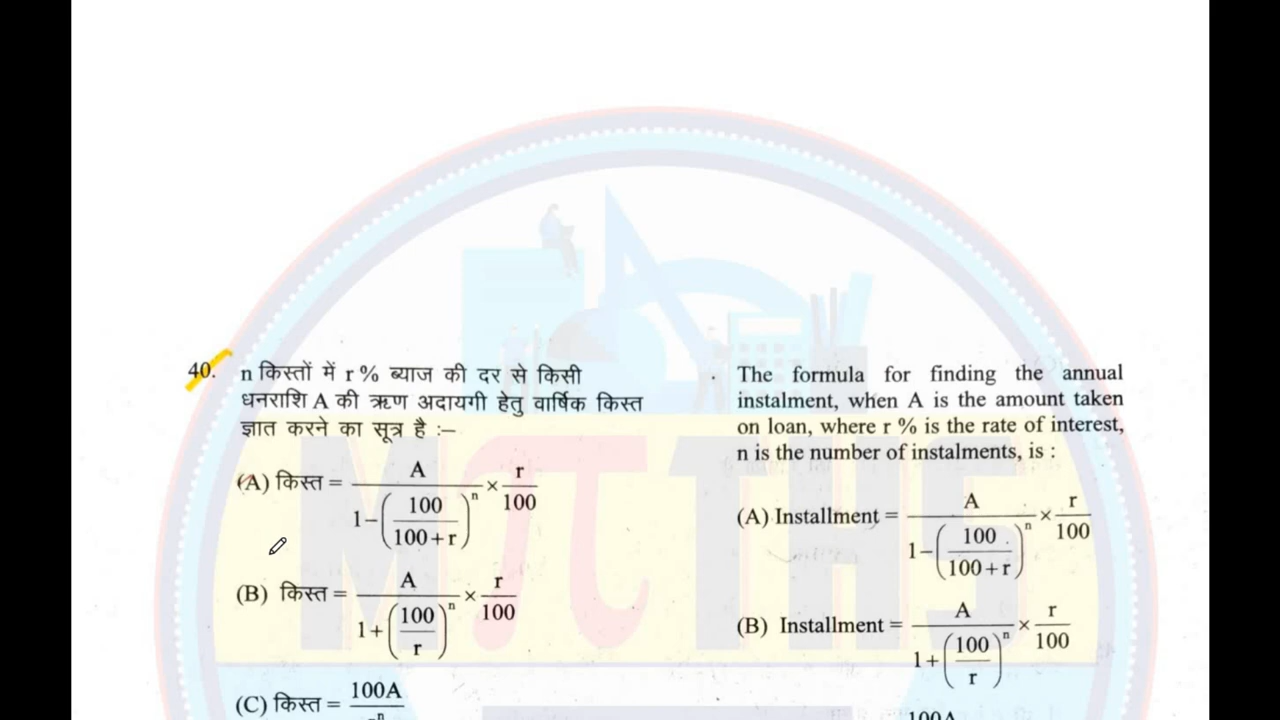 40. n किस्तों में r % ब्याज की दर से किसी
धनराशि A की ऋण अदायगी हेतु वार्षिक किस्त
ज्ञात करने का सूत्र है :–
(A) किस्त = A / (1–(100/(100+r))^n) × r/100
(B) किस्त = A / (1+(100/r)^n) × r/100
(C) किस्त = 100A
The formula for finding the annual
instalment, when A is the amount taken
on loan, where r % is the rate of interest,
n is the number of instalments, is :
(A) Installment = A / (1–(100/(100+r))^n) × r/100
(B) Installment = A / (1+(100/r)^n) × r/100
100A
MπTHS